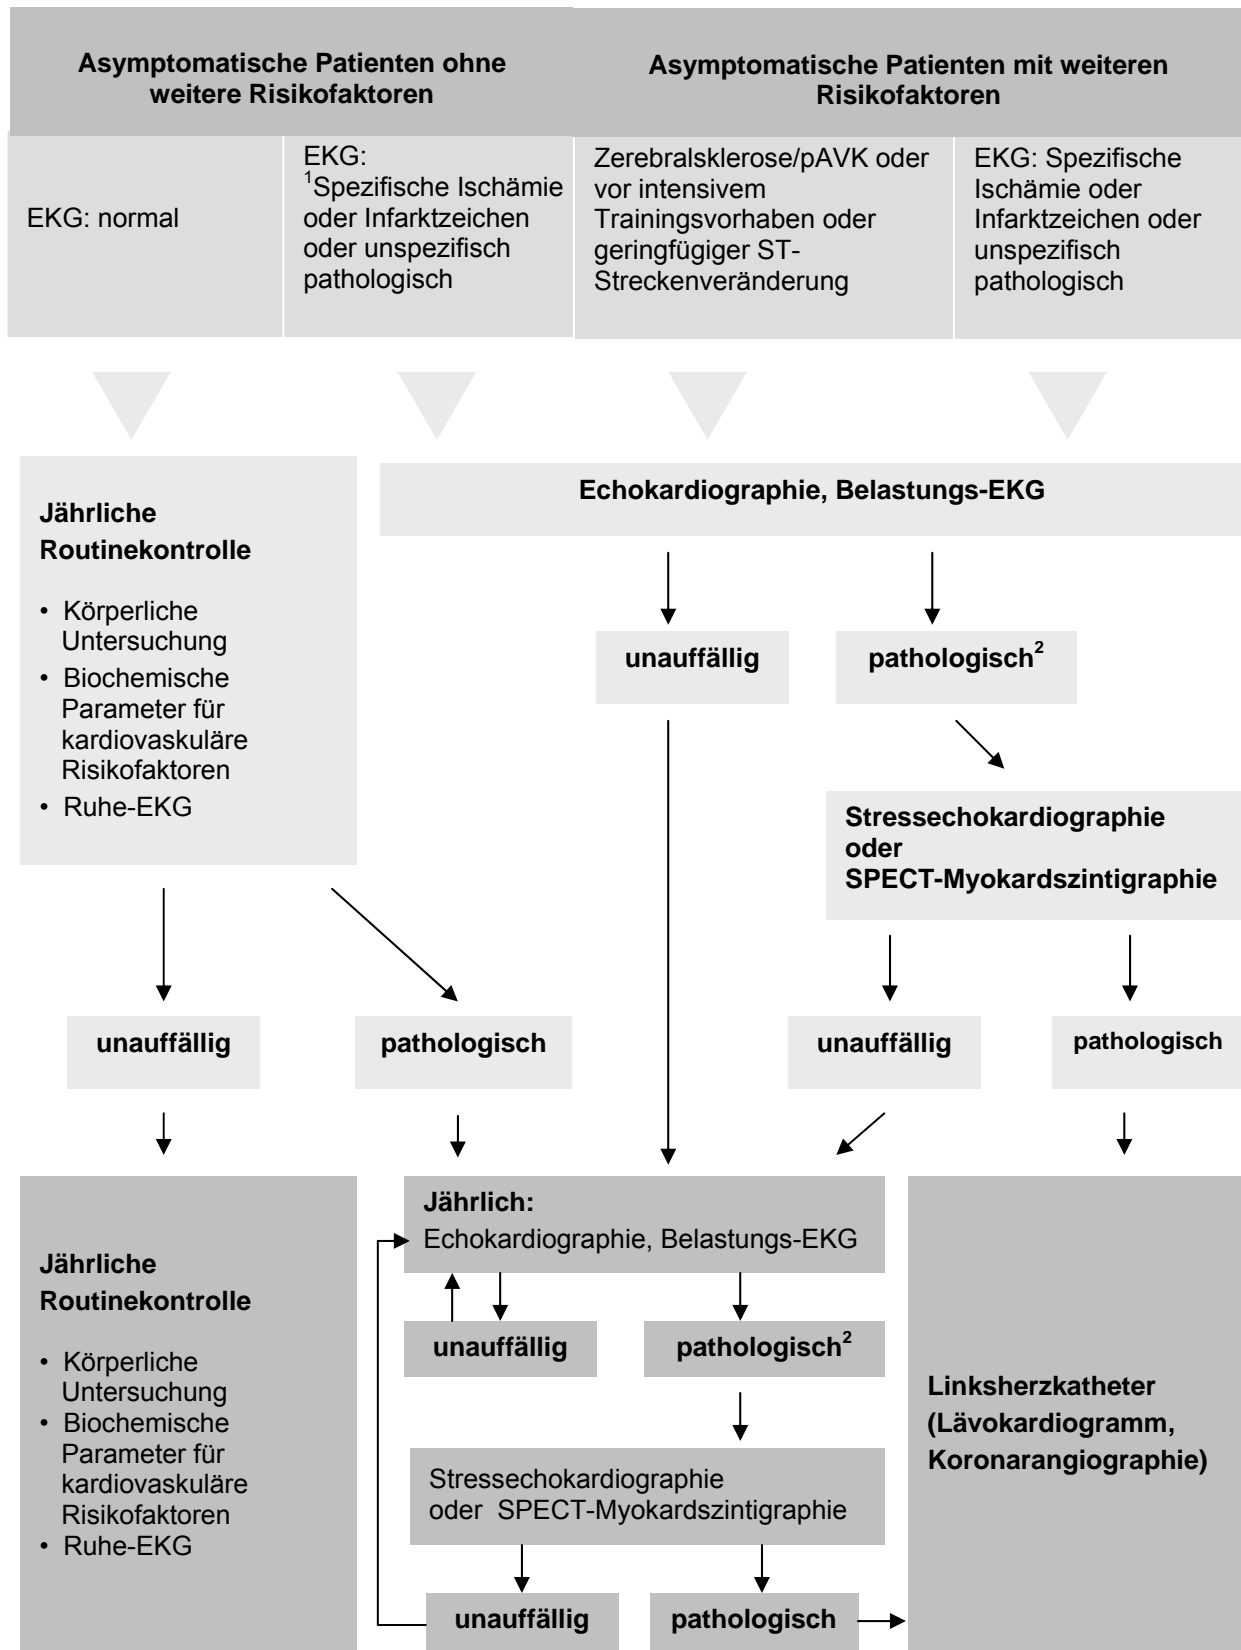 Asymptomatische Patienten ohne
weitere Risikofaktoren
Asymptomatische Patienten mit weiteren
Risikofaktoren
EKG: normal
EKG:
¹Spezifische Ischämie
oder Infarktzeichen
oder unspezifisch
pathologisch
Zerebralsklerose/pAVK oder
vor intensivem
Trainingsvorhaben oder
geringfügiger ST-
Streckenveränderung
EKG: Spezifische
Ischämie oder
Infarktzeichen oder
unspezifisch
pathologisch
Jährliche
Routinekontrolle
• Körperliche
Untersuchung
• Biochemische
Parameter für
kardiovaskuläre
Risikofaktoren
• Ruhe-EKG
Echokardiographie, Belastungs-EKG
unauffällig
pathologisch²
Stressechokardiographie
oder
SPECT-Myokardszintigraphie
unauffällig
pathologisch
unauffällig
pathologisch
Jährliche
Routinekontrolle
• Körperliche
Untersuchung
• Biochemische
Parameter für
kardiovaskuläre
Risikofaktoren
• Ruhe-EKG
Jährlich:
Echokardiographie, Belastungs-EKG
unauffällig
pathologisch²
Stressechokardiographie
oder SPECT-Myokardszintigraphie
unauffällig
pathologisch
Linksherzkatheter
(Lävokardiogramm,
Koronarangiographie)